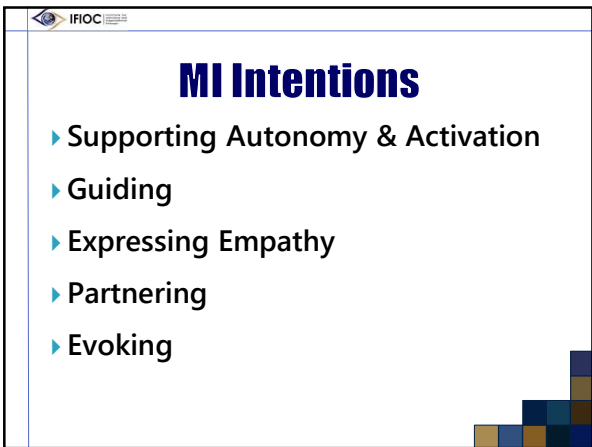 IFIOC
MI Intentions
Supporting Autonomy & Activation
Guiding
Expressing Empathy
Partnering
Evoking